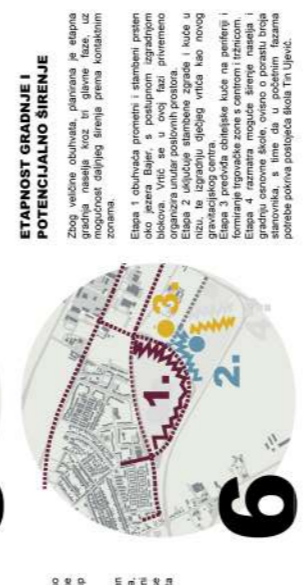 ETAPNOST GRADNJE I
POTENCIJALNO ŠIRENJE
Zbog veličine obuhvata, planirana je etapna
gradnja naselja kroz tri glavne faze, uz
mogućnost daljnjeg širenja prema kontaktnim
zonama.
Etapa 1 obuhvaća prometni i stambeni prsten
oko jezera Bajer, s postupnom izgradnjom
blokova. Vrtić se u ovoj fazi privremeno
organizira unutar poslovnih prostora.
Etapa 2 uključuje stambene zgrade i kuće u
nizu, te izgradnju dječjeg vrtića kao novog
gravitacijskog centra.
Etapa 3 predviđa obiteljske kuće na periferiji i
formiranje trgovačke zone s centrom i tržnicom.
Etapa 4 razmatra moguće širenje naselja i
gradnju osnovne škole, ovisno o porastu broja
stanovnika, s time da u početnim fazama
potrebe pokriva postojeća škola Tin Ujević.
1.
2.
3.
4.
6